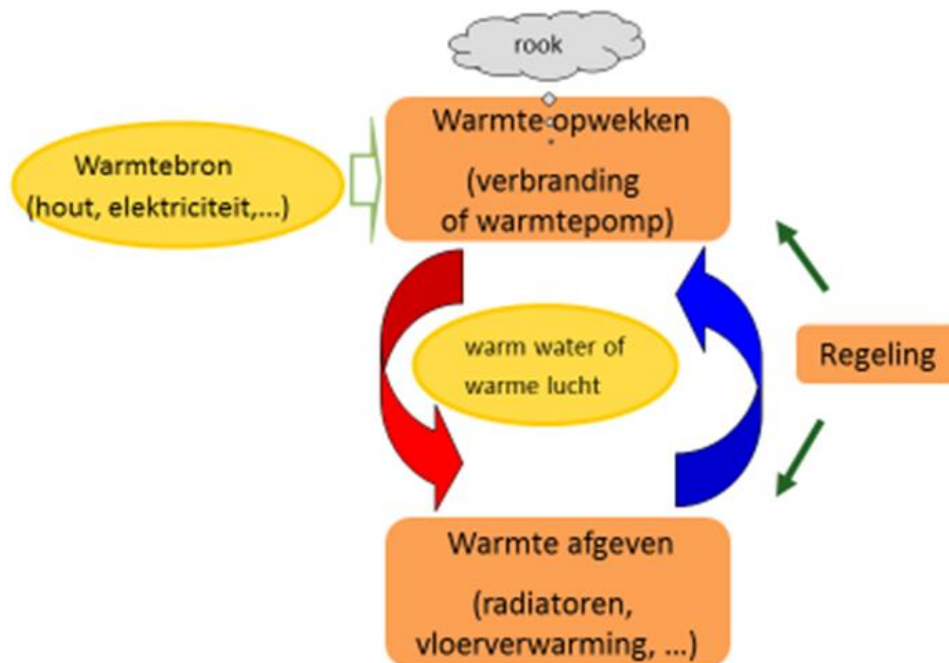 rook
Warmte opwekken
(verbranding
of warmtepomp)
Warmtebron
(hout, elektriciteit,...)
warm water of
warme lucht
Regeling
Warmte afgeven
(radiatoren,
vloerverwarming, ...)